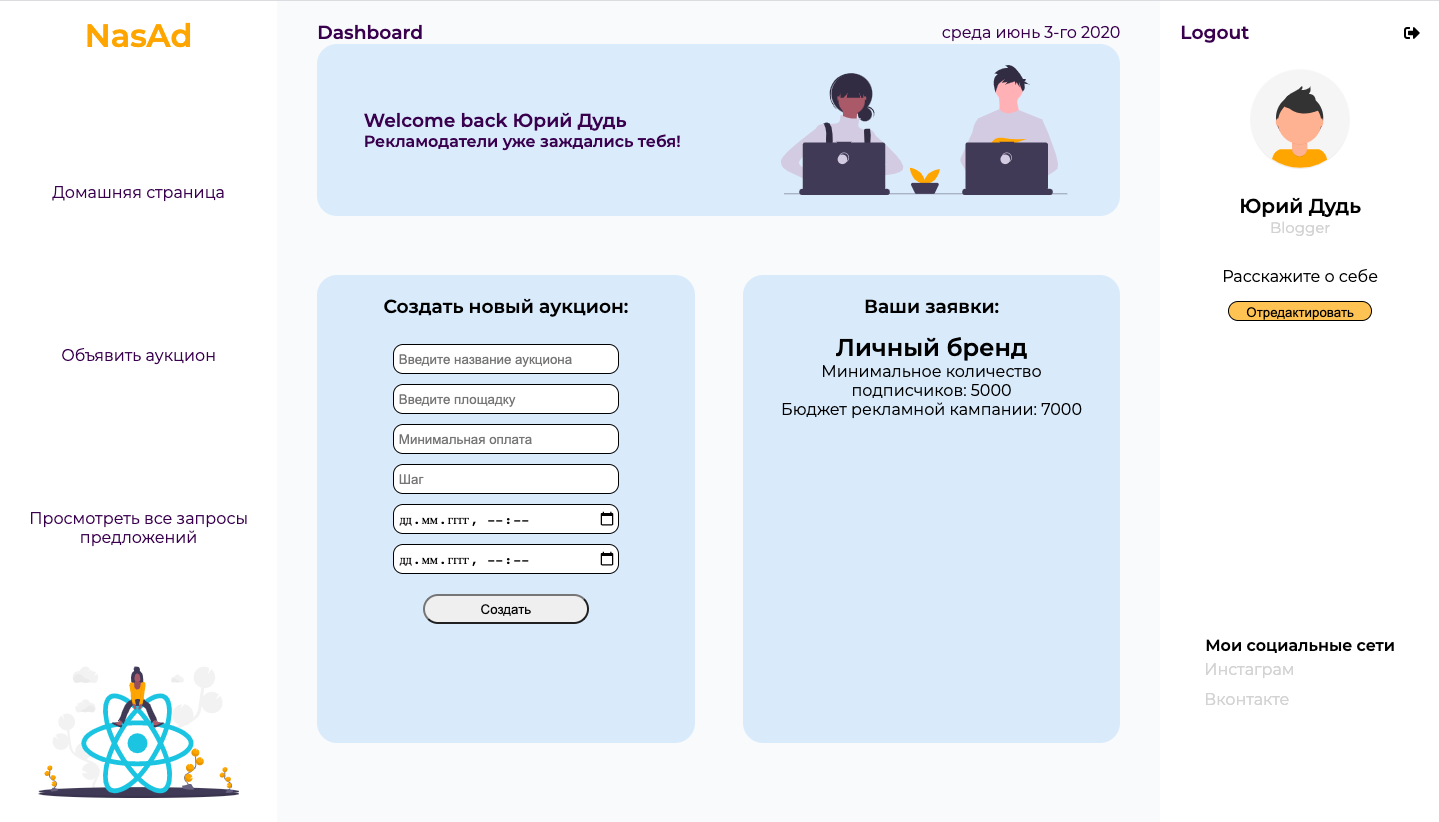 NasAd
Домашняя страница
Объявить аукцион
Просмотреть все запросы
предложений
Dashboard
среда июнь 3-го 2020
Welcome back Юрий Дудь
Рекламодатели уже заждались тебя!
Создать новый аукцион:
Введите название аукциона
Введите площадку
Минимальная оплата
Шаг
дд.мм.гггг, --:--
дд.мм.гггг, --:--
Создать
Ваши заявки:
Личный бренд
Минимальное количество
подписчиков: 5000
Бюджет рекламной кампании: 7000
Logout
Юрий Дудь
Blogger
Расскажите о себе
Отредактировать
Мои социальные сети
Инстаграм
Вконтакте